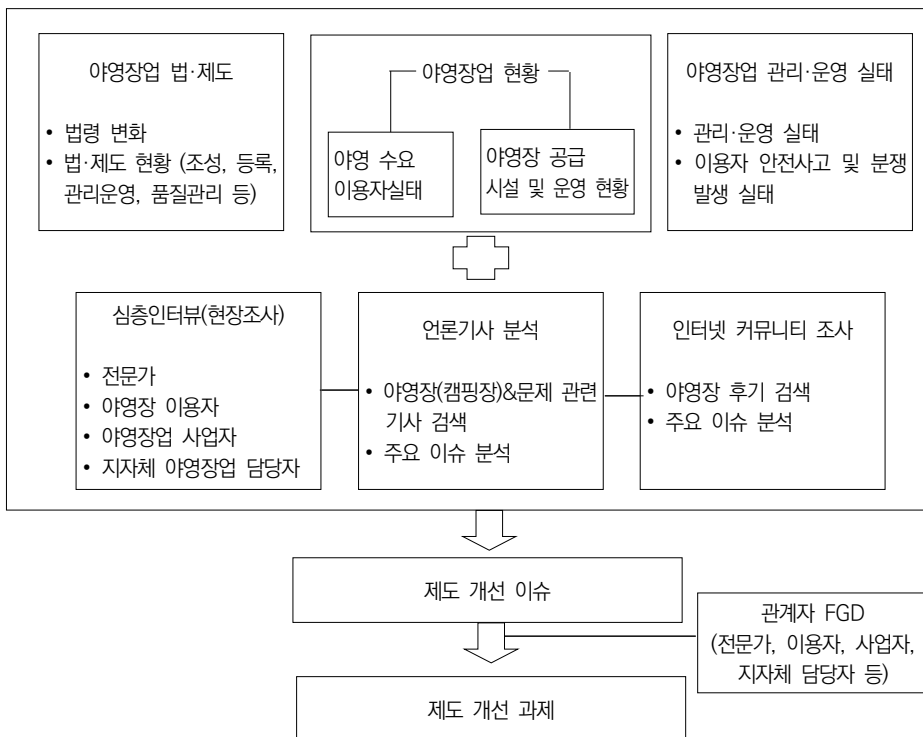 야영장업 법·제도
• 법령 변화
• 법·제도 현황 (조성, 등록,
관리운영, 품질관리 등)
야영장업 현황
야영 수요
이용자실태
야영장 공급
시설 및 운영 현황
야영장업 관리·운영 실태
• 관리·운영 실태
• 이용자 안전사고 및 분쟁
발생 실태
심층인터뷰(현장조사)
• 전문가
• 야영장 이용자
• 야영장업 사업자
• 지자체 야영장업 담당자
언론기사 분석
• 야영장(캠핑장)&문제 관련
기사 검색
• 주요 이슈 분석
인터넷 커뮤니티 조사
• 야영장 후기 검색
• 주요 이슈 분석
제도 개선 이슈
관계자 FGD
(전문가, 이용자, 사업자,
지자체 담당자 등)
제도 개선 과제